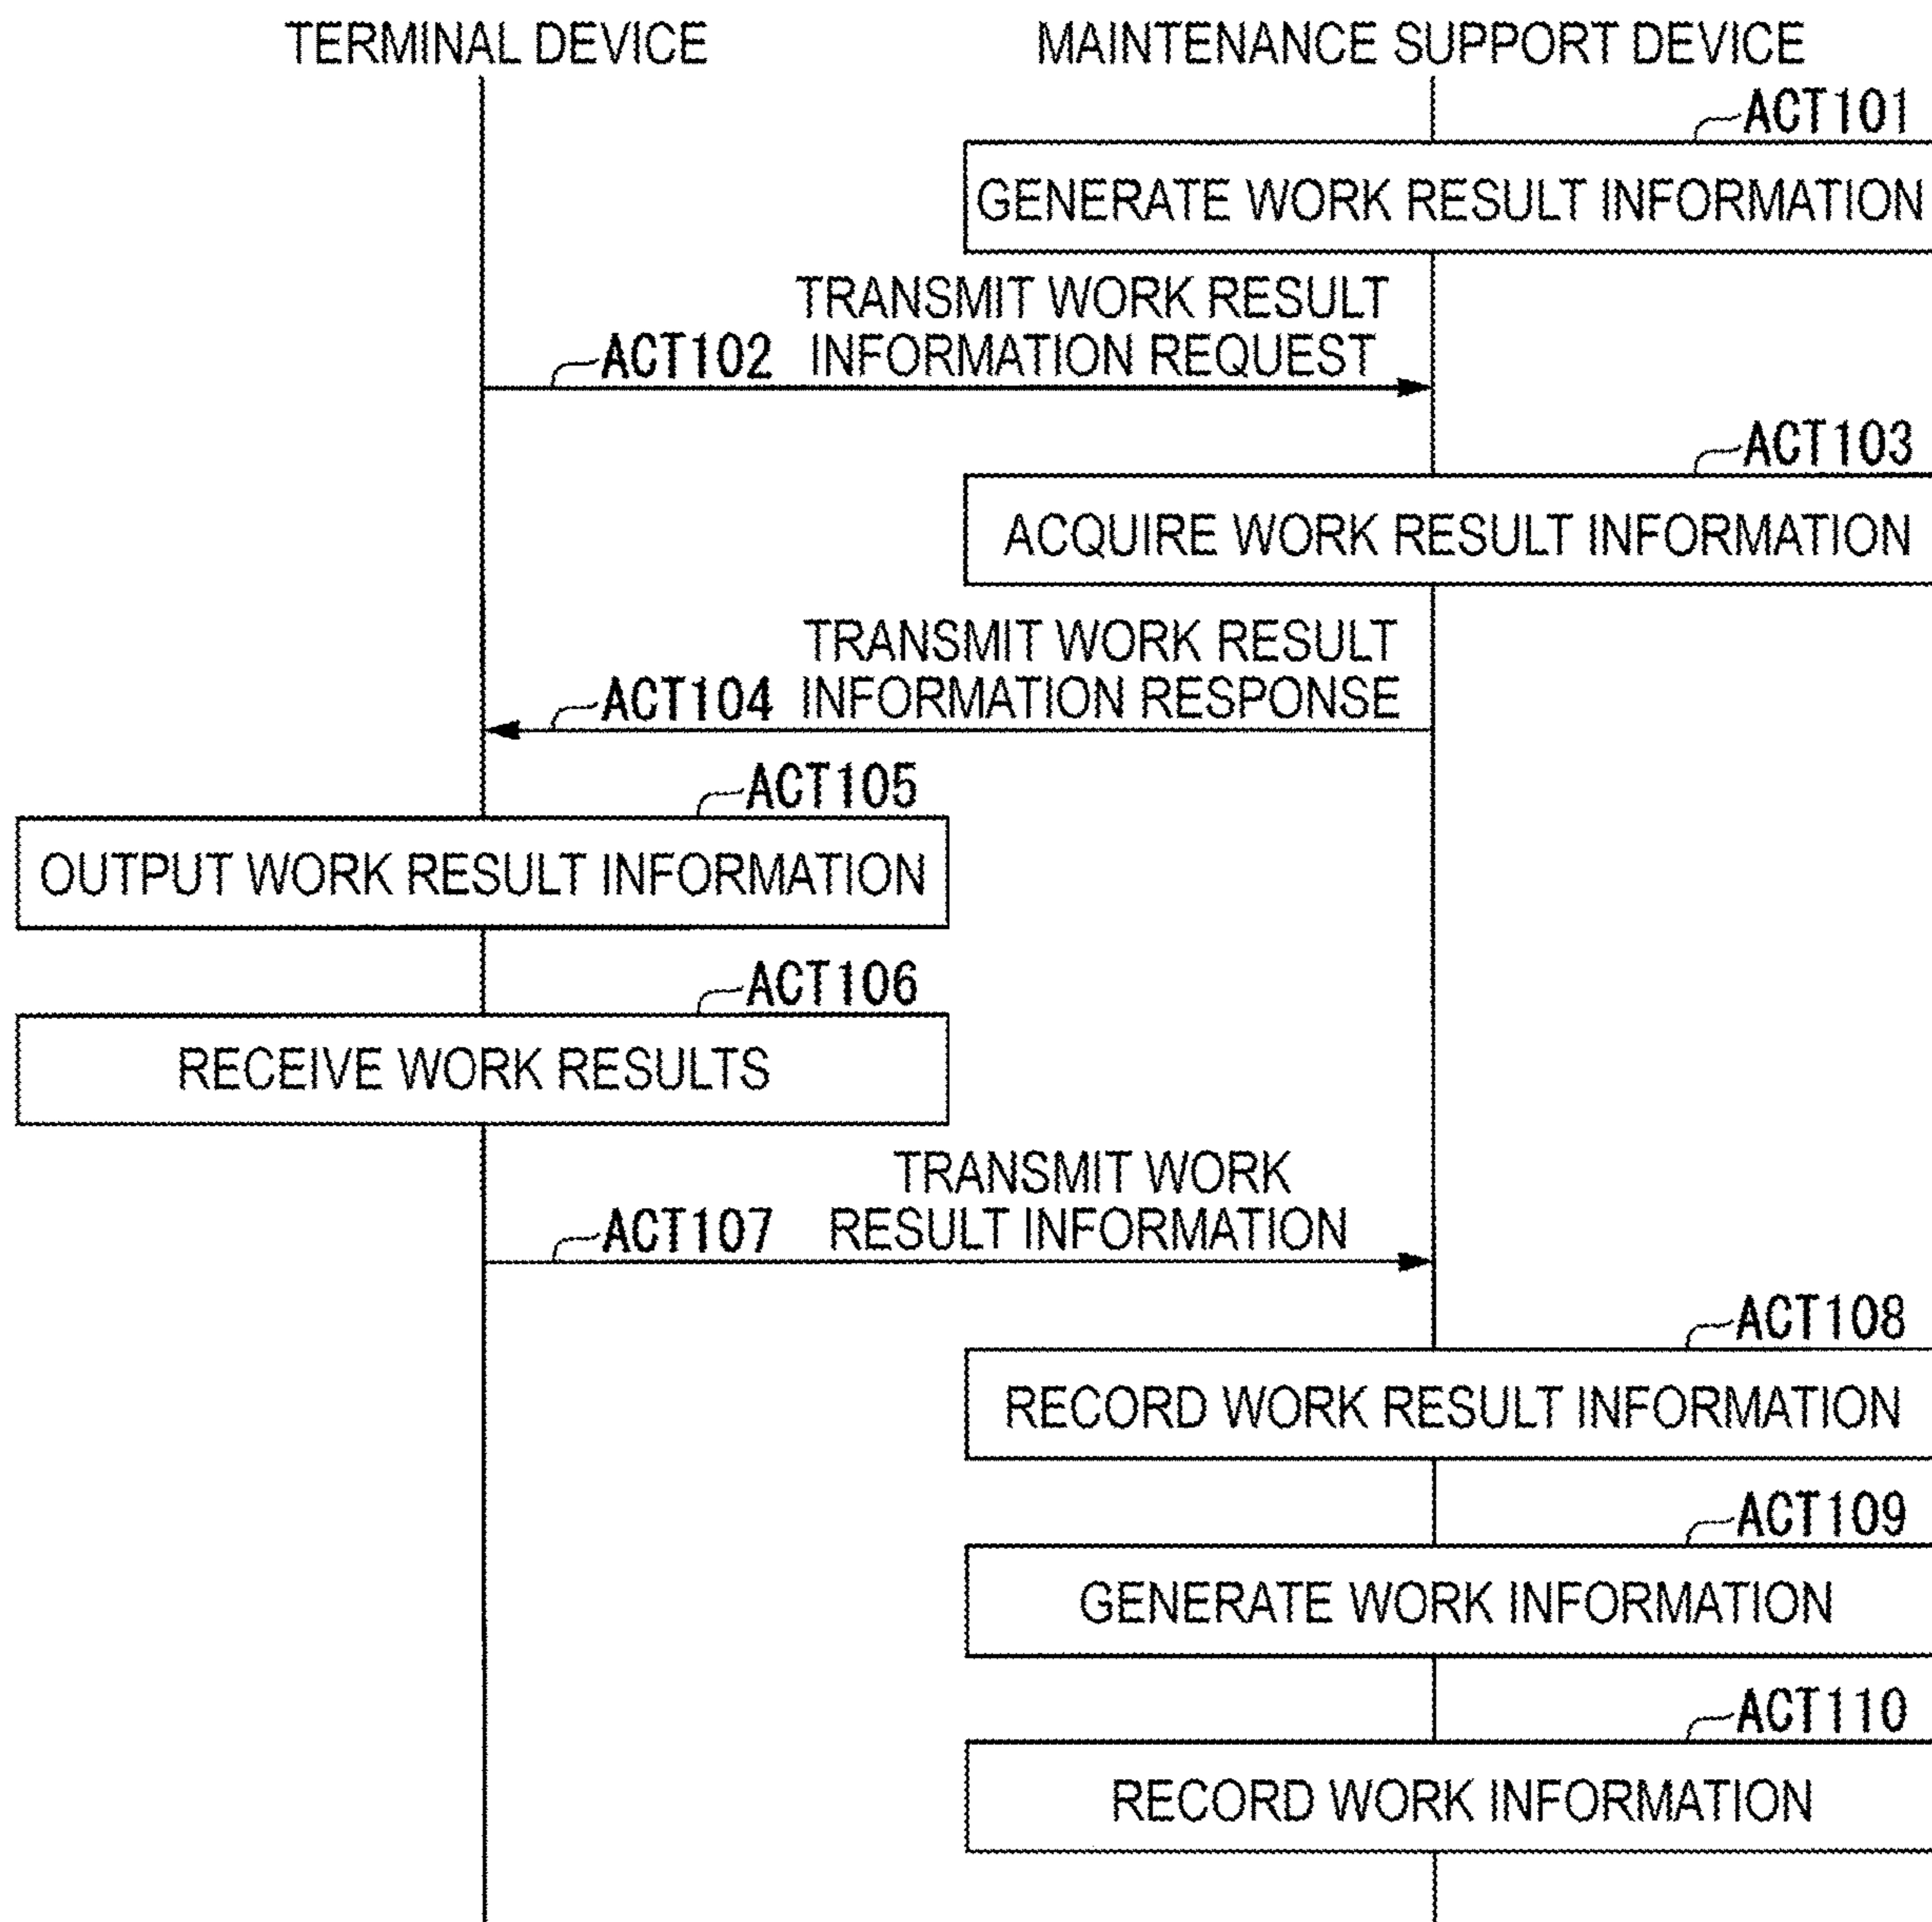 TERMINAL DEVICE
MAINTENANCE SUPPORT DEVICE
ACT101
GENERATE WORK RESULT INFORMATION
TRANSMIT WORK RESULT
ACT102 INFORMATION REQUEST
ACT103
ACQUIRE WORK RESULT INFORMATION
TRANSMIT WORK RESULT
ACT104 INFORMATION RESPONSE
ACT105
OUTPUT WORK RESULT INFORMATION
ACT106
RECEIVE WORK RESULTS
TRANSMIT WORK
ACT107 RESULT INFORMATION
ACT108
RECORD WORK RESULT INFORMATION
ACT109
GENERATE WORK INFORMATION
ACT110
RECORD WORK INFORMATION